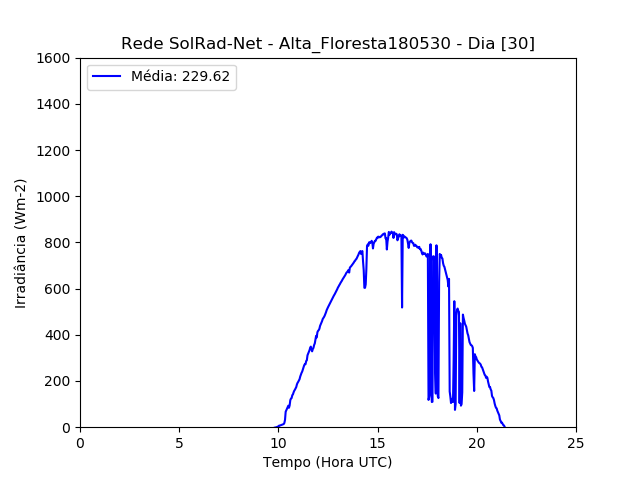 Rede SolRad-Net - Alta_Floresta180530 - Dia [30]
Média: 229.62
1600
1400
1200
1000
800
600
400
200
0
Irradiância (Wm-2)
0 5 10 15 20 25
Tempo (Hora UTC)